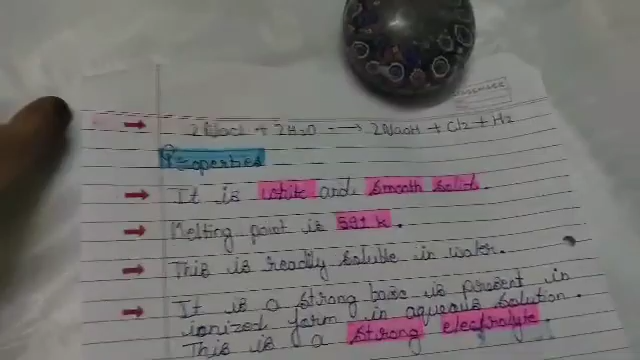 2NaCl + 2H2O → 2NaOH + Cl2 + H2
Properties
→ It is white and smooth solid.
→ Melting point is 591 k.
→ This is readily soluble in water.
→ It is a strong base is present in
ionized form in aqueous solution.
This is a strong electrolyte.